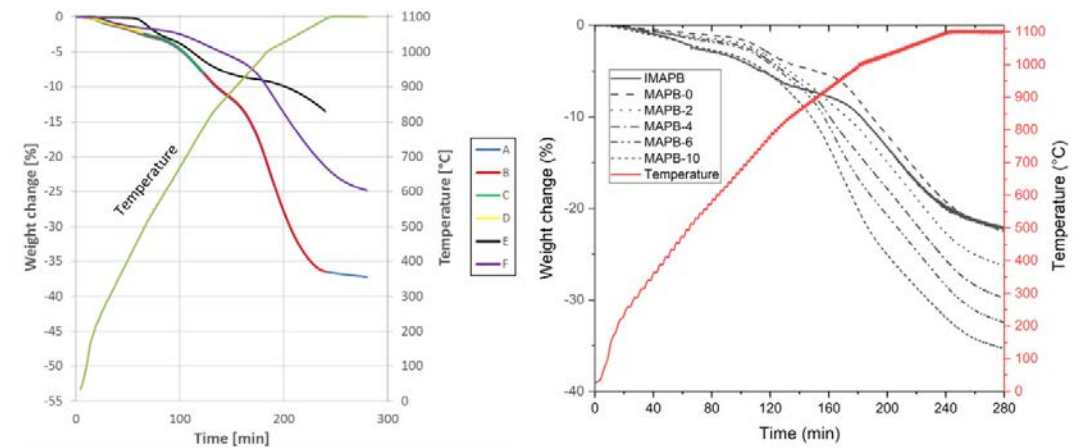 0
-5
-10
-15
-20
-25
-30
-35
-40
-45
-50
-55
Weight change [%]
0
100
200
300
Time [min]
1100
1000
900
800
700
600
500
400
300
200
100
0
Temperature [°C]
Temperature
A
B
C
D
E
F
0
-10
-20
-30
-40
Weight change (%)
0
40
80
120
160
200
240
280
Time (min)
1100
1000
900
800
700
600
500
400
300
200
100
0
Temperature (°C)
IMAPB
MAPB-0
MAPB-2
MAPB-4
MAPB-6
MAPB-10
Temperature